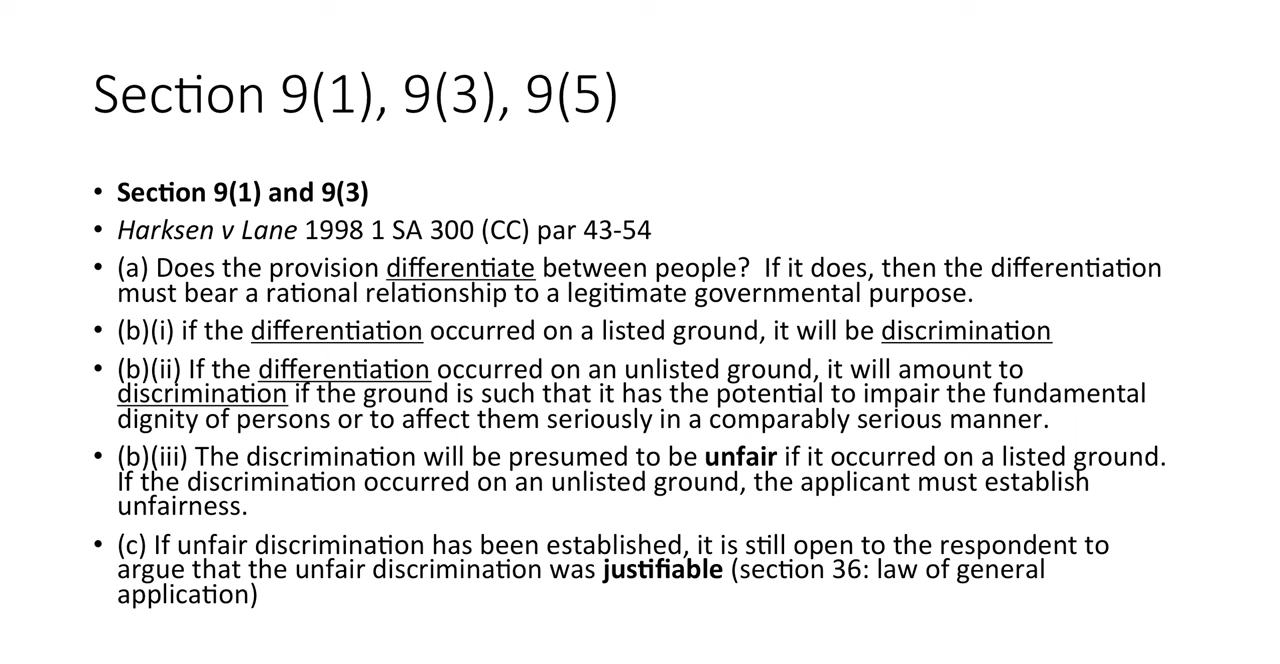 Section 9(1), 9(3), 9(5)
• Section 9(1) and 9(3)
• Harksen v Lane 1998 1 SA 300 (CC) par 43-54
• (a) Does the provision differentiate between people? If it does, then the differentiation
must bear a rational relationship to a legitimate governmental purpose.
• (b)(i) if the differentiation occurred on a listed ground, it will be discrimination
• (b)(ii) If the differentiation occurred on an unlisted ground, it will amount to
discrimination if the ground is such that it has the potential to impair the fundamental
dignity of persons or to affect them seriously in a comparably serious manner.
• (b)(iii) The discrimination will be presumed to be unfair if it occurred on a listed ground.
If the discrimination occurred on an unlisted ground, the applicant must establish
unfairness.
• (c) If unfair discrimination has been established, it is still open to the respondent to
argue that the unfair discrimination was justifiable (section 36: law of general
application)